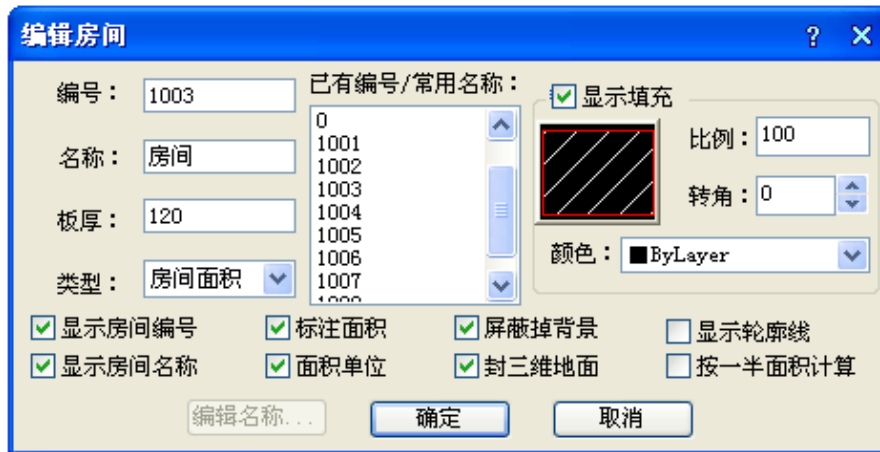 编辑房间
编号： 1003
名称： 房间
板厚： 120
类型： 房间面积
已有编号/常用名称：
0
1001
1002
1003
1004
1005
1006
1007
显示填充
比例： 100
转角： 0
颜色： ByLayer
显示房间编号 标注面积 屏蔽掉背景 显示轮廓线
显示房间名称 面积单位 封三维地面 按一半面积计算
编辑名称... 确定 取消